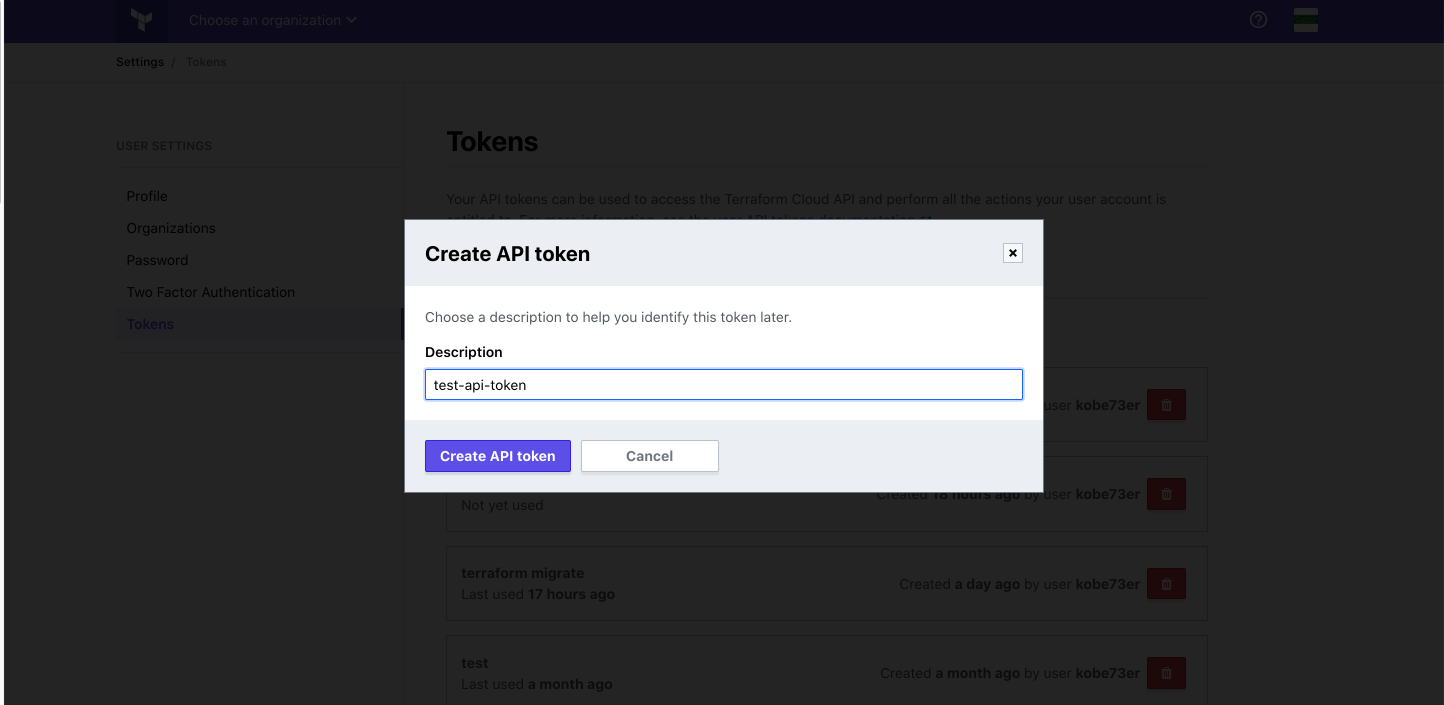 Choose an organization
Settings / Tokens
USER SETTINGS
Profile
Organizations
Password
Two Factor Authentication
Tokens
Tokens
Your API tokens can be used to access the Terraform Cloud API and perform all the actions your user account is
entitled to. For more information, see the user API tokens documentation
Create API token
Choose a description to help you identify this token later.
Description
test-api-token
Create API token
Cancel
user kobe73er
Created 18 hours ago by user kobe73er
Not yet used
terraform migrate
Last used 17 hours ago
Created a day ago by user kobe73er
test
Last used a month ago
Created a month ago by user kobe73er